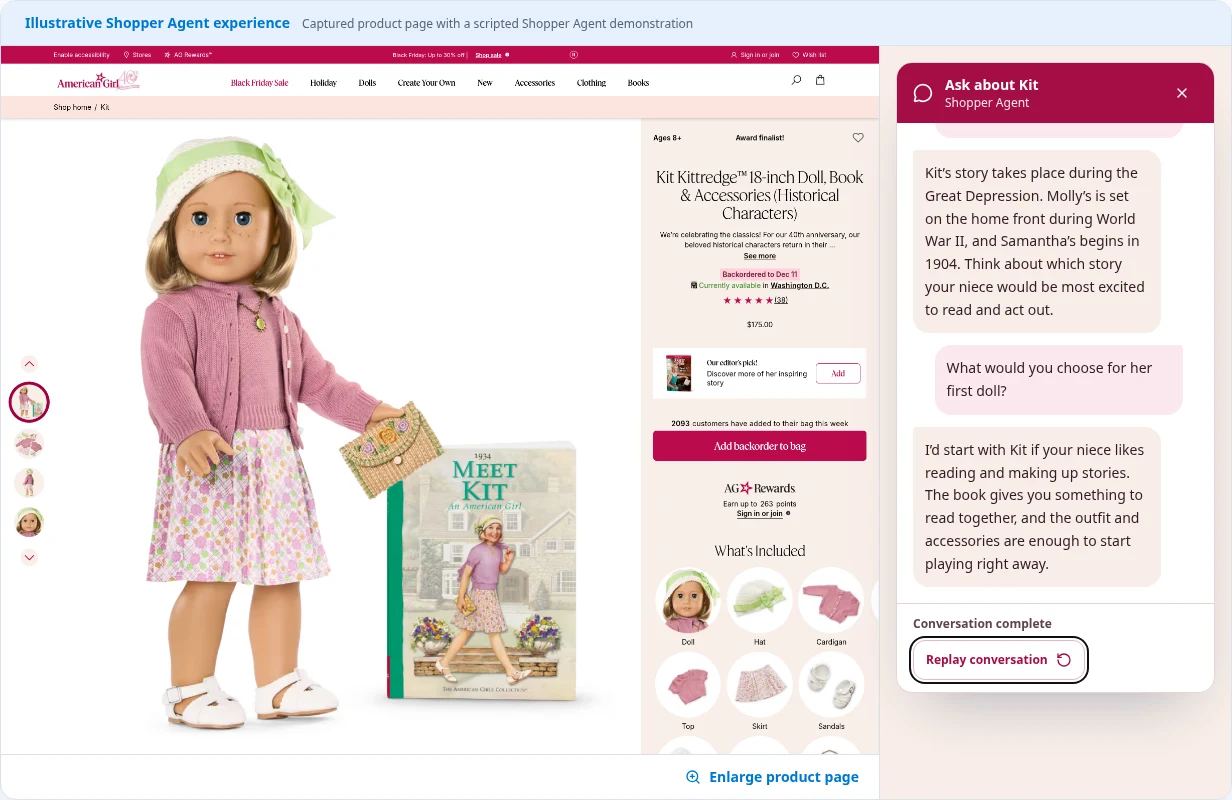 Illustrative Shopper Agent experience Captured product page with a scripted Shopper Agent demonstration
Enable accessibility Stores AG Rewards™
Black Friday: Up to 30% off | Shop sale
Sign in or join Wish list
American Girl
Black Friday Sale Holiday Dolls Create Your Own New Accessories Clothing Books
Shop home / Kit
1934
MEET
KIT
An American Girl
THE AMERICAN GIRLS COLLECTION
Ages 8+ Award finalist!
Kit Kittredge™ 18-inch Doll, Book
& Accessories (Historical
Characters)
We're celebrating the classics! For our 40th anniversary, our
beloved historical characters return in their ...
See more
Backordered to Dec 11
Currently available in Washington D.C.
(38)
$175.00
Our editor's pick!
Discover more of her inspiring
story
Add
2093 customers have added to their bag this week
Add backorder to bag
AG Rewards
Earn up to 263 points
Sign in or join
What's Included
Doll Hat Cardigan
Top Skirt Sandals
Enlarge product page
Ask about Kit
Shopper Agent
Kit's story takes place during the
Great Depression. Molly's is set
on the home front during World
War II, and Samantha's begins in
1904. Think about which story
your niece would be most excited
to read and act out.
What would you choose for her
first doll?
I'd start with Kit if your niece likes
reading and making up stories.
The book gives you something to
read together, and the outfit and
accessories are enough to start
playing right away.
Conversation complete
Replay conversation